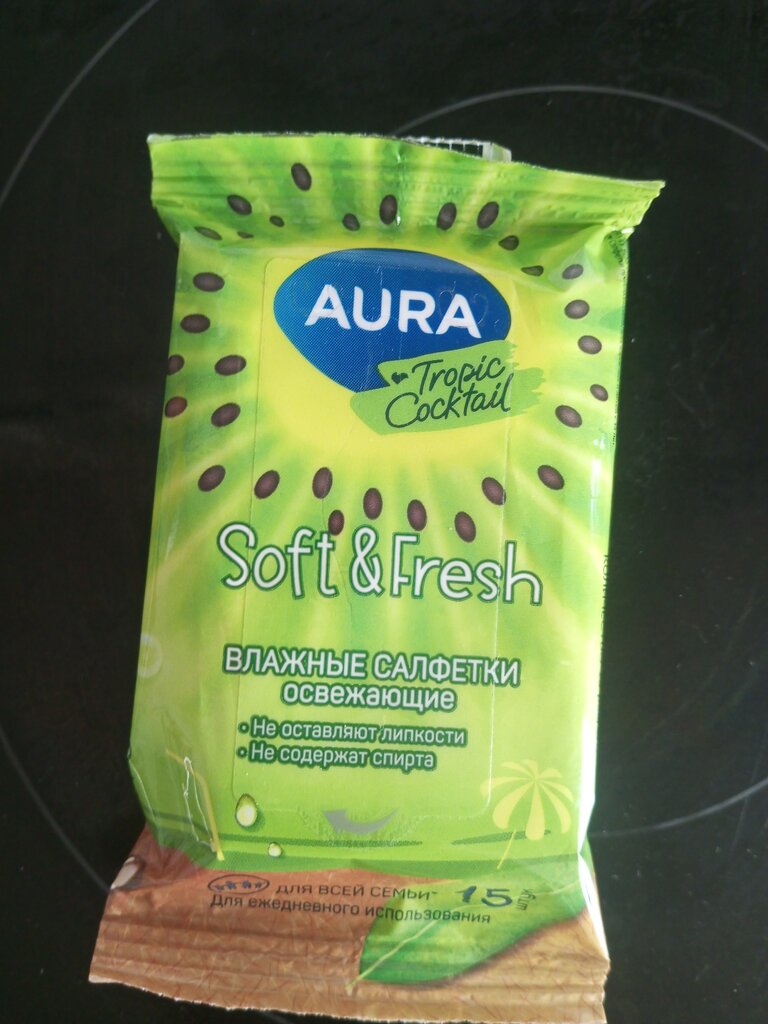 AURA
Tropic
Cocktail
Soft & Fresh
ВЛАЖНЫЕ САЛФЕТКИ
освежающие
• Не оставляют липкости
• Не содержат спирта
ДЛЯ ВСЕЙ СЕМЬИ 15 штук
Для ежедневного использования